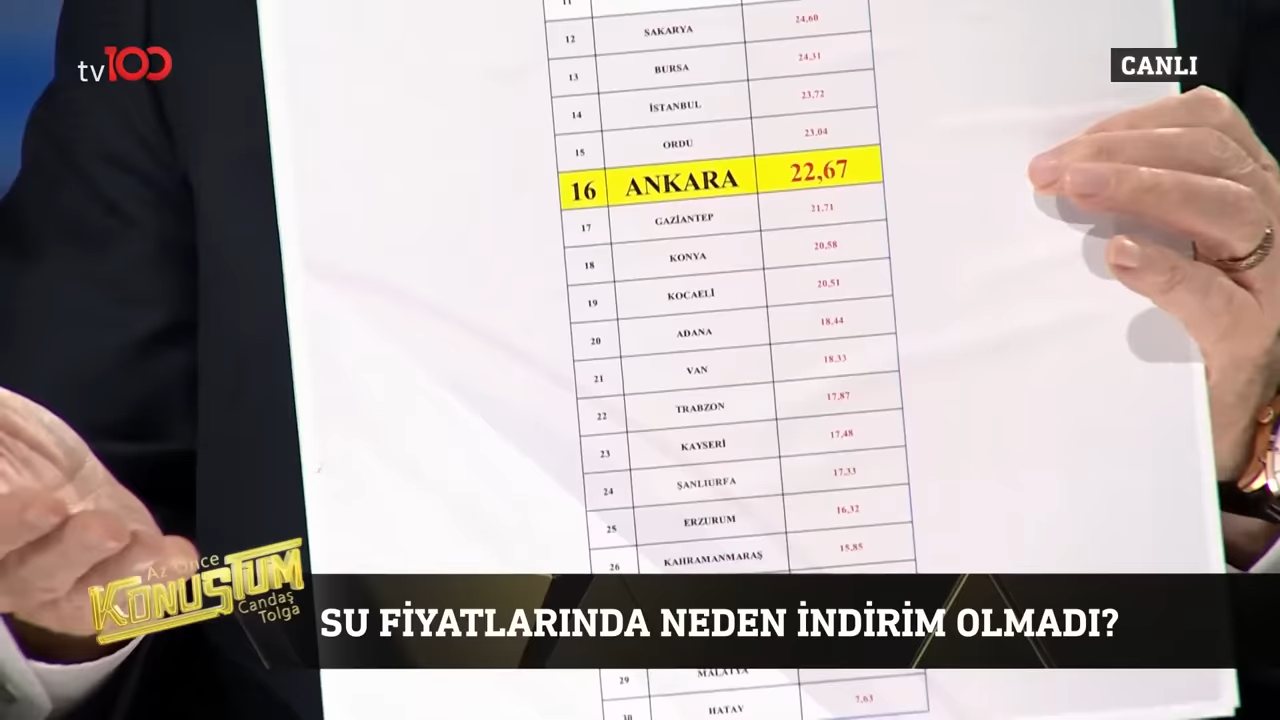 tv100
CANLI
11
12 SAKARYA 24,60
13 BURSA 24,31
14 İSTANBUL 23,72
15 ORDU 23,04
16 ANKARA 22,67
17 GAZİANTEP 21,71
18 KONYA 20,58
19 KOCAELİ 20,51
20 ADANA 18,44
21 VAN 18,33
22 TRABZON 17,87
23 KAYSERİ 17,48
24 ŞANLIURFA 17,33
25 ERZURUM 16,32
26 KAHRAMANMARAŞ 15,85
Az Önce
KONUŞTUM
Candaş
Tolga
SU FİYATLARINDA NEDEN İNDİRİM OLMADI?
29 MALATYA
30 HATAY 7,63